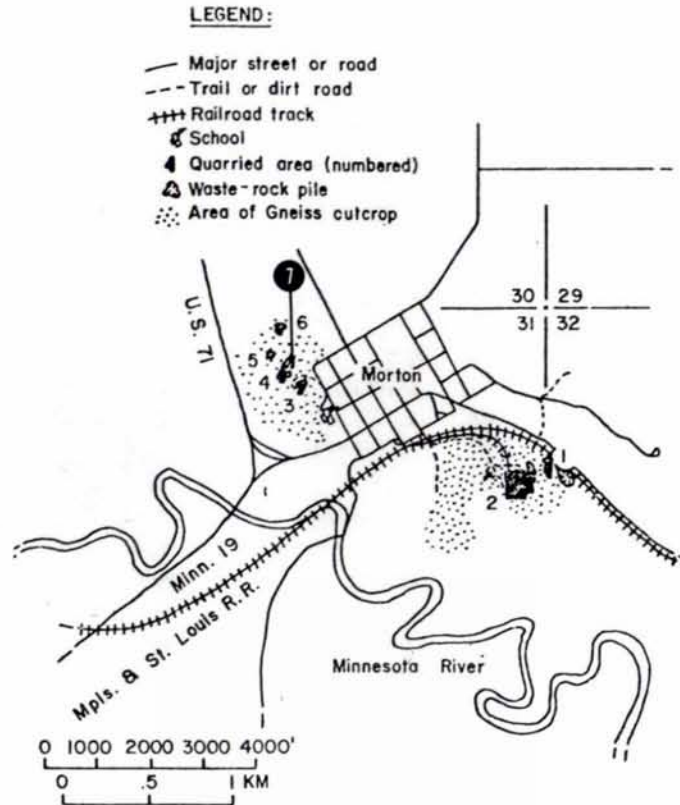 LEGEND:
Major street or road
Trail or dirt road
Railroad track
School
Quarried area (numbered)
Waste-rock pile
Area of Gneiss cutcrop
7
U.S. 71
30 29
31 32
6
5
4
3
Morton
1
2
Minn. 19
Mpls. & St. Louis R.R.
Minnesota River
0 1000 2000 3000 4000'
0 .5 1 KM